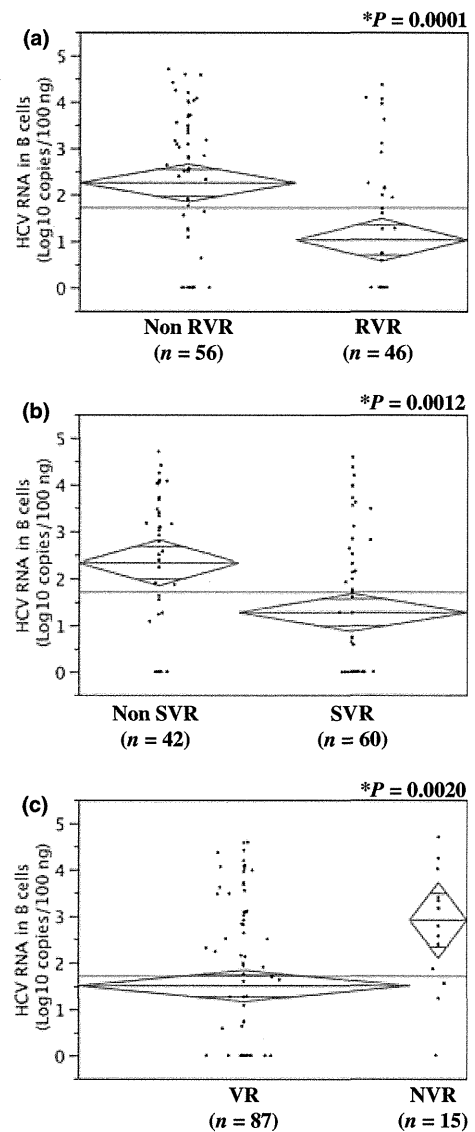 (a)
*P = 0.0001
HCV RNA in B cells
(Log10 copies/100 ng)
5
4
3
2
1
0
Non RVR
RVR
(n = 56)
(n = 46)
(b)
*P = 0.0012
HCV RNA in B cells
(Log10 copies/100 ng)
5
4
3
2
1
0
Non SVR
SVR
(n = 42)
(n = 60)
(c)
*P = 0.0020
HCV RNA in B cells
(Log10 copies/100 ng)
5
4
3
2
1
0
VR
NVR
(n = 87)
(n = 15)